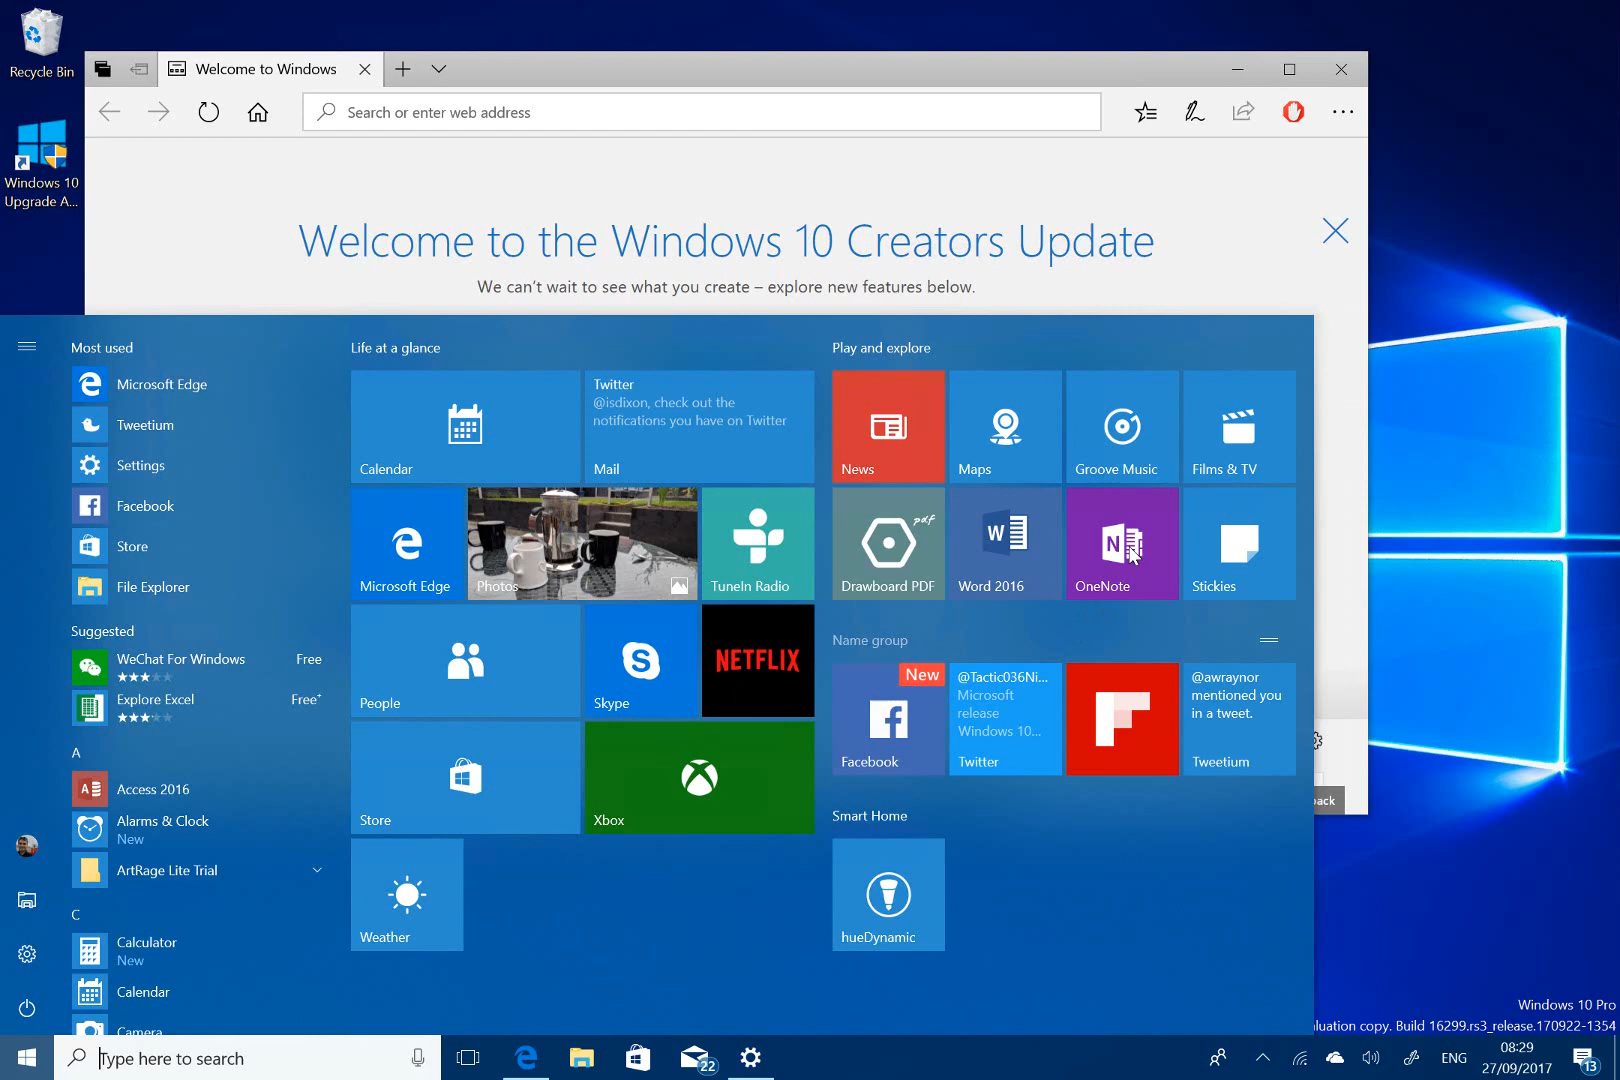 Recycle Bin
Windows 10
Upgrade A...
Welcome to Windows
Search or enter web address
Welcome to the Windows 10 Creators Update
We can't wait to see what you create – explore new features below.
Most used
Microsoft Edge
Tweetium
Settings
Facebook
Store
File Explorer
Suggested
WeChat For Windows
Free
Explore Excel
Free+
A
Access 2016
Alarms & Clock
New
ArtRage Lite Trial
C
Calculator
New
Calendar
Camera
Life at a glance
Calendar
Twitter
@isdixon, check out the
notifications you have on Twitter
Mail
Microsoft Edge
Photos
TuneIn Radio
People
Skype
NETFLIX
Store
Xbox
Weather
Play and explore
News
Maps
Groove Music
Films & TV
pdf
Drawboard PDF
W
Word 2016
N
OneNote
Stickies
Name group
New
Facebook
@Tactic036Ni...
Microsoft
release
Windows 10...
Twitter
@awraynor
mentioned you
in a tweet.
Tweetium
Smart Home
hueDynamic
back
Windows 10 Pro
luation copy. Build 16299.rs3_release.170922-1354
Type here to search
22
ENG
08:29
27/09/2017
13